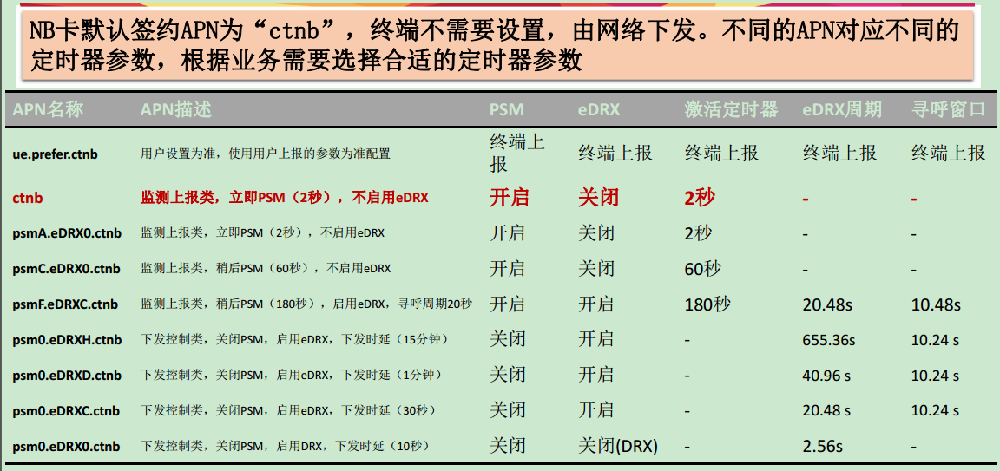 NB卡默认签约APN为“ctnb”，终端不需要设置，由网络下发。不同的APN对应不同的
定时器参数，根据业务需要选择合适的定时器参数
APN名称 APN描述 PSM eDRX 激活定时器 eDRX周期 寻呼窗口
ue.prefer.ctnb 用户设置为准，使用用户上报的参数为准配置 终端上报 终端上报 终端上报 终端上报 终端上报
ctnb 监测上报类，立即PSM（2秒），不启用eDRX 开启 关闭 2秒 - -
psmA.eDRX0.ctnb 监测上报类，立即PSM（2秒），不启用eDRX 开启 关闭 2秒 - -
psmC.eDRX0.ctnb 监测上报类，稍后PSM（60秒），不启用eDRX 开启 关闭 60秒 - -
psmF.eDRXC.ctnb 监测上报类，稍后PSM（180秒），启用eDRX，寻呼周期20秒 开启 开启 180秒 20.48s 10.48s
psm0.eDRXH.ctnb 下发控制类，关闭PSM，启用eDRX，下发时延（15分钟） 关闭 开启 - 655.36s 10.24 s
psm0.eDRXD.ctnb 下发控制类，关闭PSM，启用eDRX，下发时延（1分钟） 关闭 开启 - 40.96 s 10.24 s
psm0.eDRXC.ctnb 下发控制类，关闭PSM，启用eDRX，下发时延（30秒） 关闭 开启 - 20.48 s 10.24 s
psm0.eDRX0.ctnb 下发控制类，关闭PSM，启用DRX，下发时延（10秒） 关闭 关闭(DRX) - 2.56s -